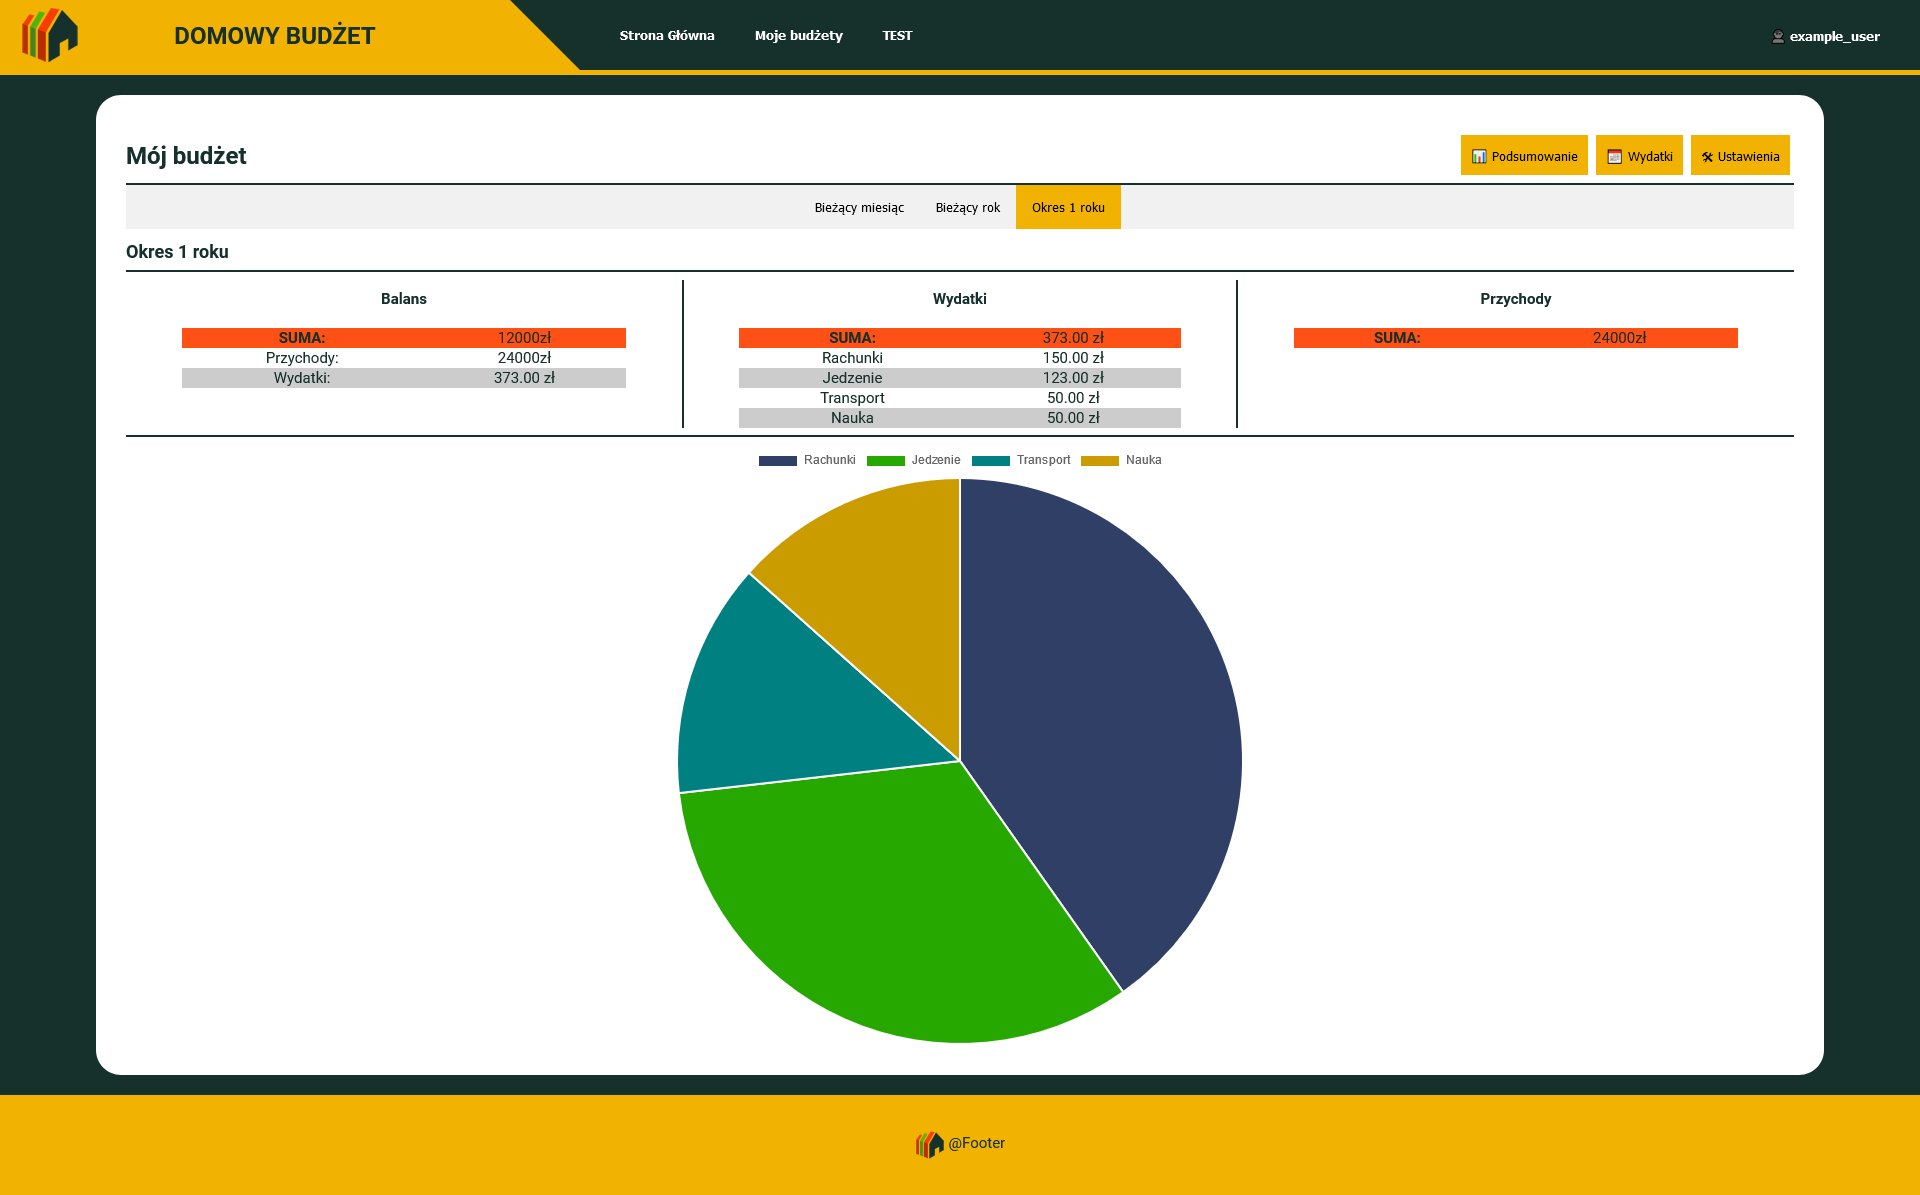 DOMOWY BUDŻET
Strona Główna Moje budżety TEST
example_user
Mój budżet
Podsumowanie Wydatki Ustawienia
Bieżący miesiąc Bieżący rok Okres 1 roku
Okres 1 roku
Balans
SUMA: 12000zł
Przychody: 24000zł
Wydatki: 373.00 zł
Wydatki
SUMA: 373.00 zł
Rachunki 150.00 zł
Jedzenie 123.00 zł
Transport 50.00 zł
Nauka 50.00 zł
Przychody
SUMA: 24000zł
Rachunki Jedzenie Transport Nauka
@Footer